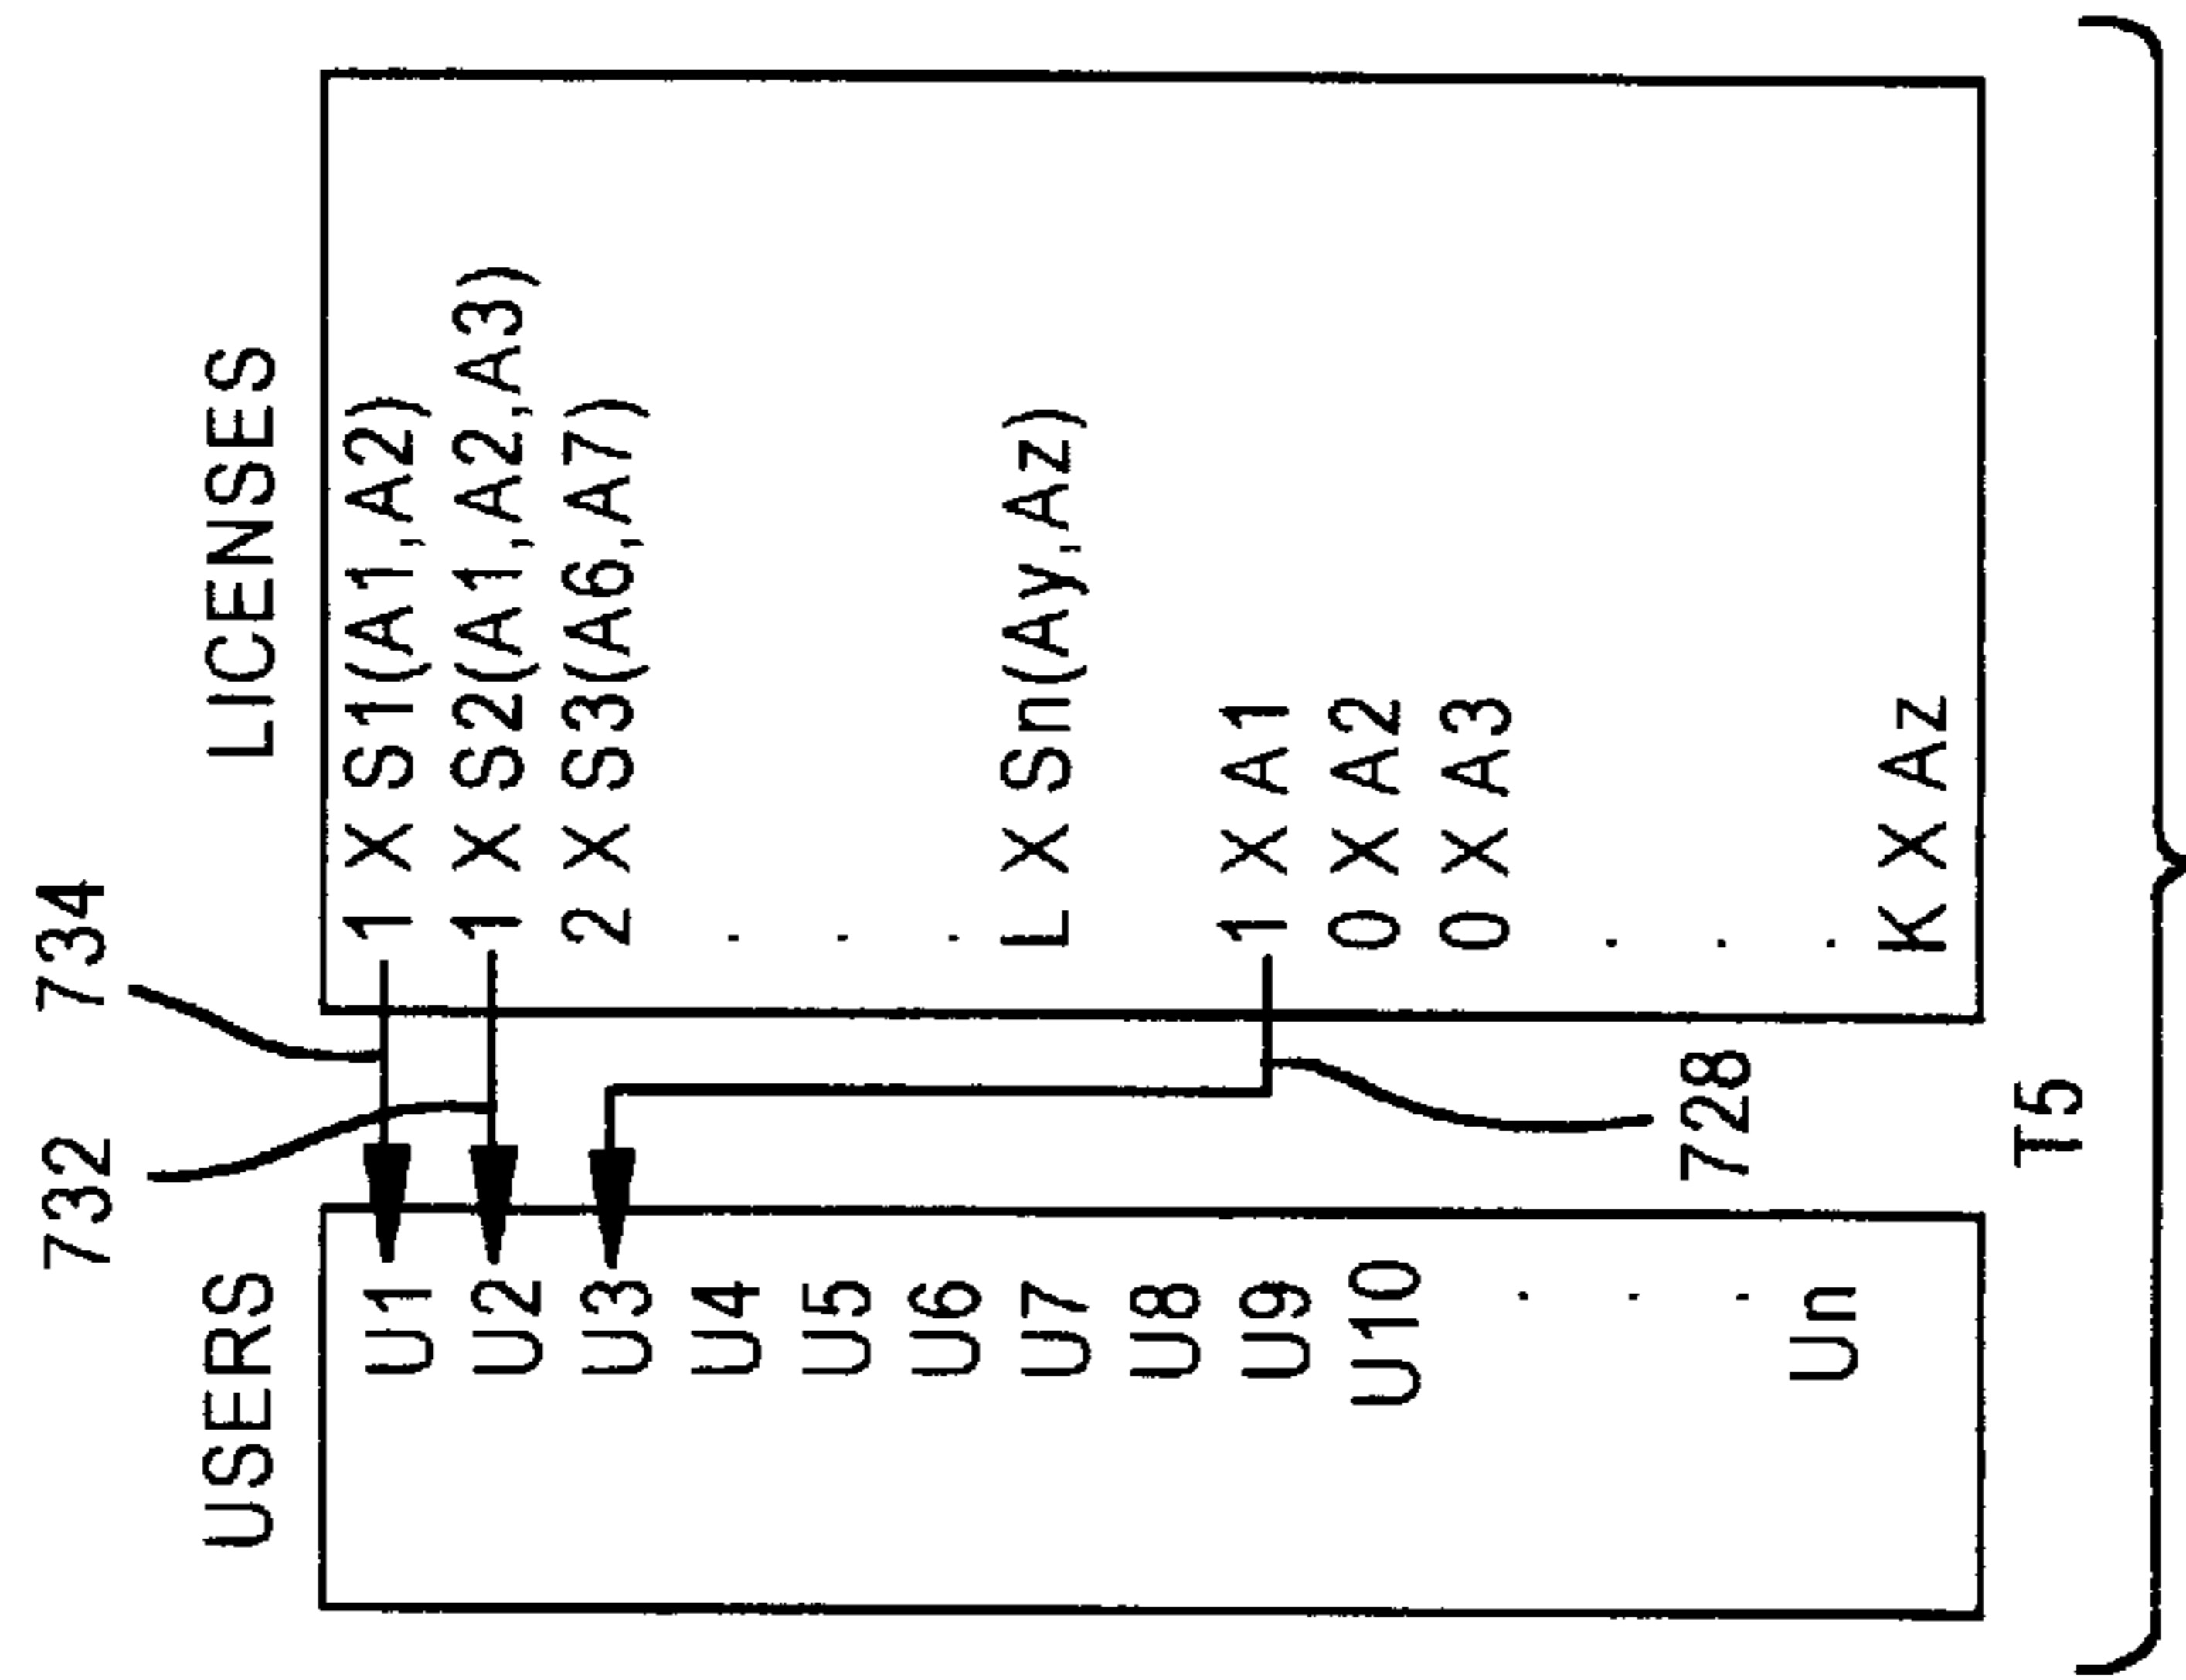 732
734
USERS
LICENSES
U1
U2
U3
U4
U5
U6
U7
U8
U9
U10
.
.
.
Un
1 X S1(A1,A2)
1 X S2(A1,A2,A3)
2 X S3(A6,A7)
.
.
.
L X Sn(Ay,Az)
1 X A1
0 X A2
0 X A3
.
.
.
K X Az
728
T5